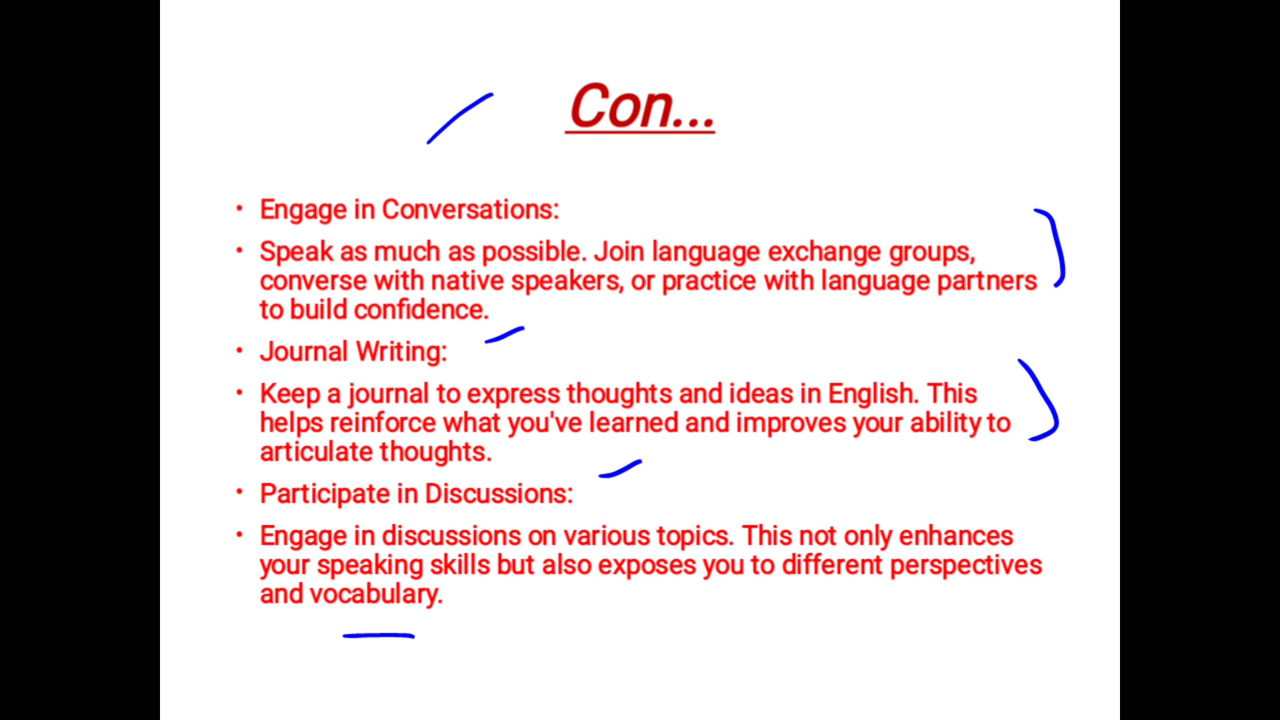 Con...
• Engage in Conversations:
• Speak as much as possible. Join language exchange groups,
converse with native speakers, or practice with language partners
to build confidence.
• Journal Writing:
• Keep a journal to express thoughts and ideas in English. This
helps reinforce what you've learned and improves your ability to
articulate thoughts.
• Participate in Discussions:
• Engage in discussions on various topics. This not only enhances
your speaking skills but also exposes you to different perspectives
and vocabulary.